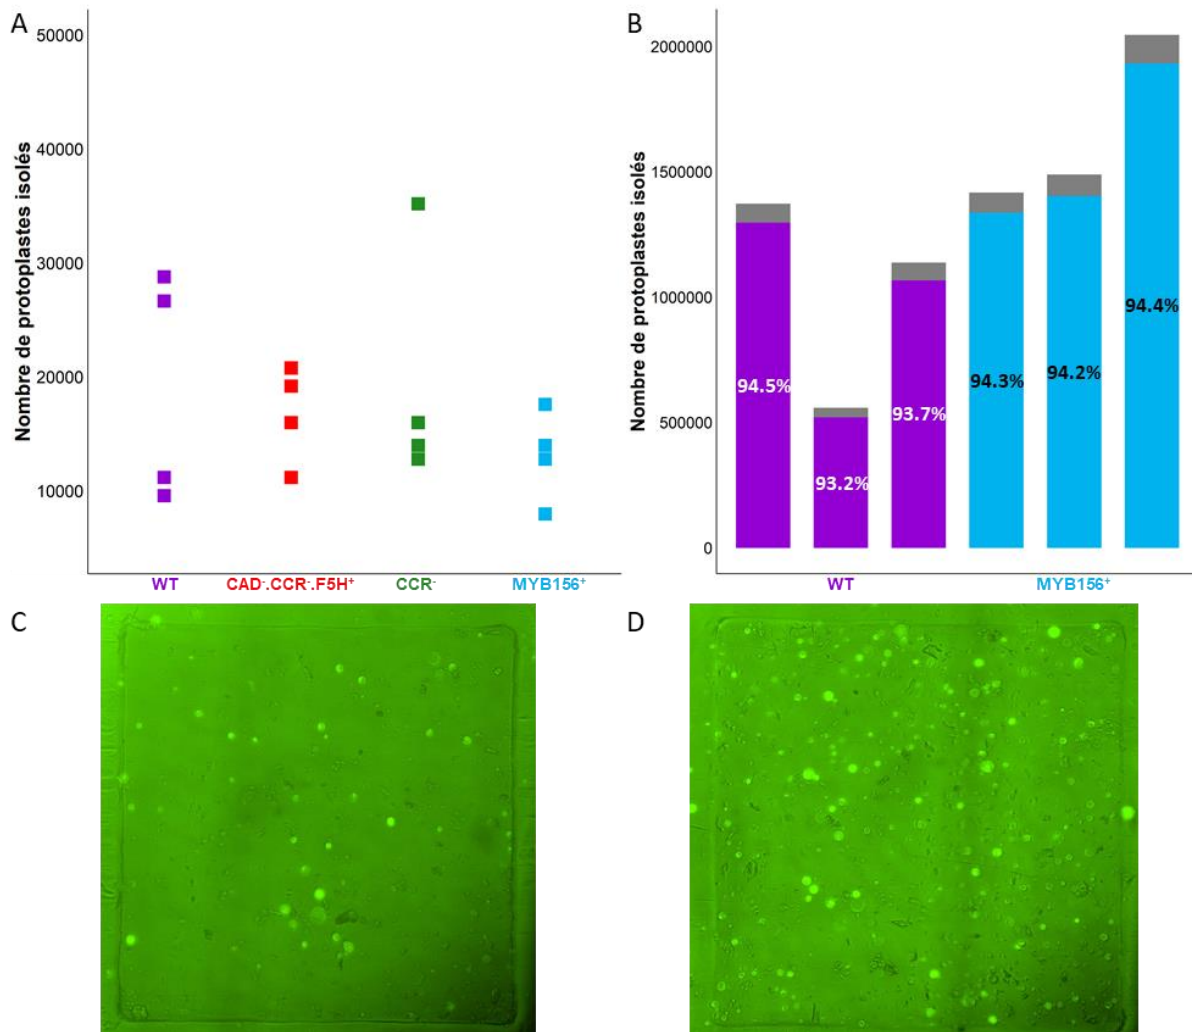 A
Nombre de protoplastes isolés
50000
40000
30000
20000
10000
WT
CAD⁻.CCR⁻.F5H⁺
CCR⁻
MYB156⁺
B
Nombre de protoplastes isolés
2000000
1500000
1000000
500000
0
94.5%
93.2%
93.7%
94.3%
94.2%
94.4%
WT
MYB156⁺
C
D